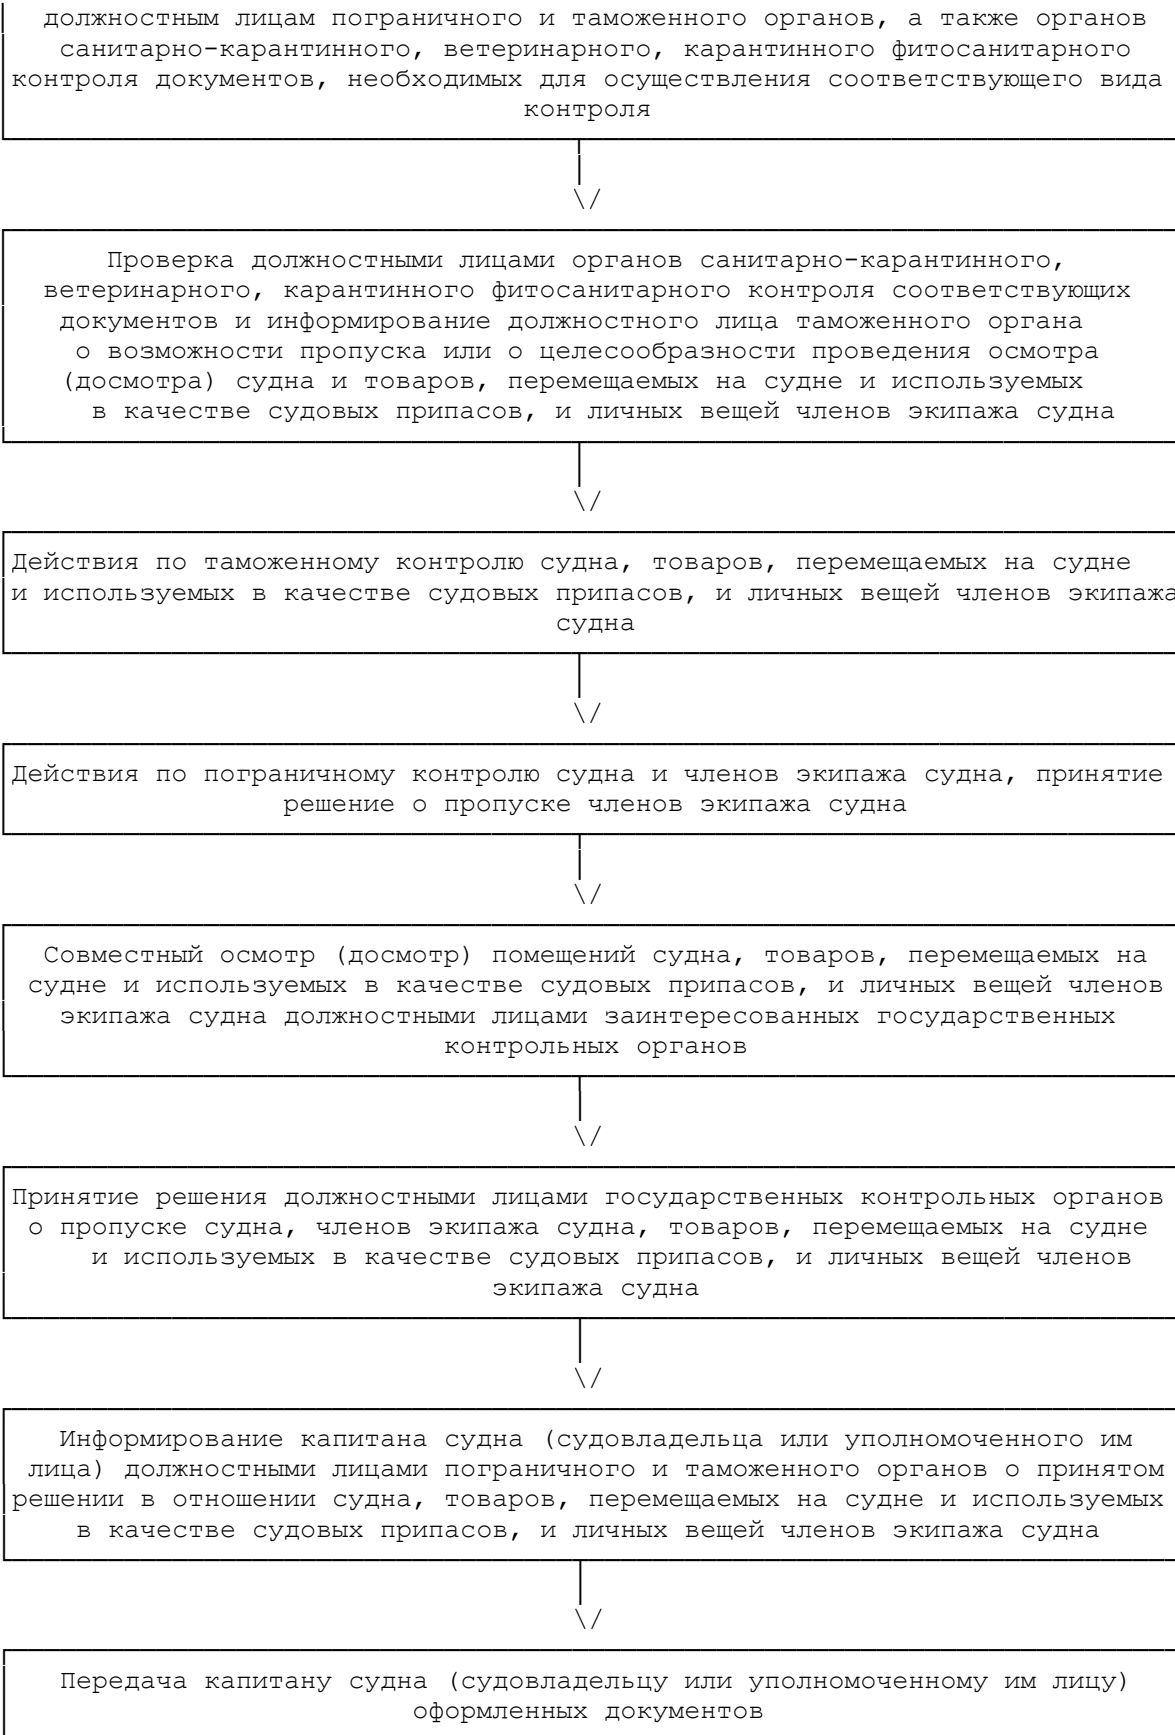 должностным лицам пограничного и таможенного органов, а также органов
санитарно-карантинного, ветеринарного, карантинного фитосанитарного
контроля документов, необходимых для осуществления соответствующего вида
контроля
\/
Проверка должностными лицами органов санитарно-карантинного,
ветеринарного, карантинного фитосанитарного контроля соответствующих
документов и информирование должностного лица таможенного органа
о возможности пропуска или о целесообразности проведения осмотра
(досмотра) судна и товаров, перемещаемых на судне и используемых
в качестве судовых припасов, и личных вещей членов экипажа судна
\/
Действия по таможенному контролю судна, товаров, перемещаемых на судне
и используемых в качестве судовых припасов, и личных вещей членов экипажа
судна
\/
Действия по пограничному контролю судна и членов экипажа судна, принятие
решение о пропуске членов экипажа судна
\/
Совместный осмотр (досмотр) помещений судна, товаров, перемещаемых на
судне и используемых в качестве судовых припасов, и личных вещей членов
экипажа судна должностными лицами заинтересованных государственных
контрольных органов
\/
Принятие решения должностными лицами государственных контрольных органов
о пропуске судна, членов экипажа судна, товаров, перемещаемых на судне
и используемых в качестве судовых припасов, и личных вещей членов
экипажа судна
\/
Информирование капитана судна (судовладельца или уполномоченного им
лица) должностными лицами пограничного и таможенного органов о принятом
решении в отношении судна, товаров, перемещаемых на судне и используемых
в качестве судовых припасов, и личных вещей членов экипажа судна
\/
Передача капитану судна (судовладельцу или уполномоченному им лицу)
оформленных документов